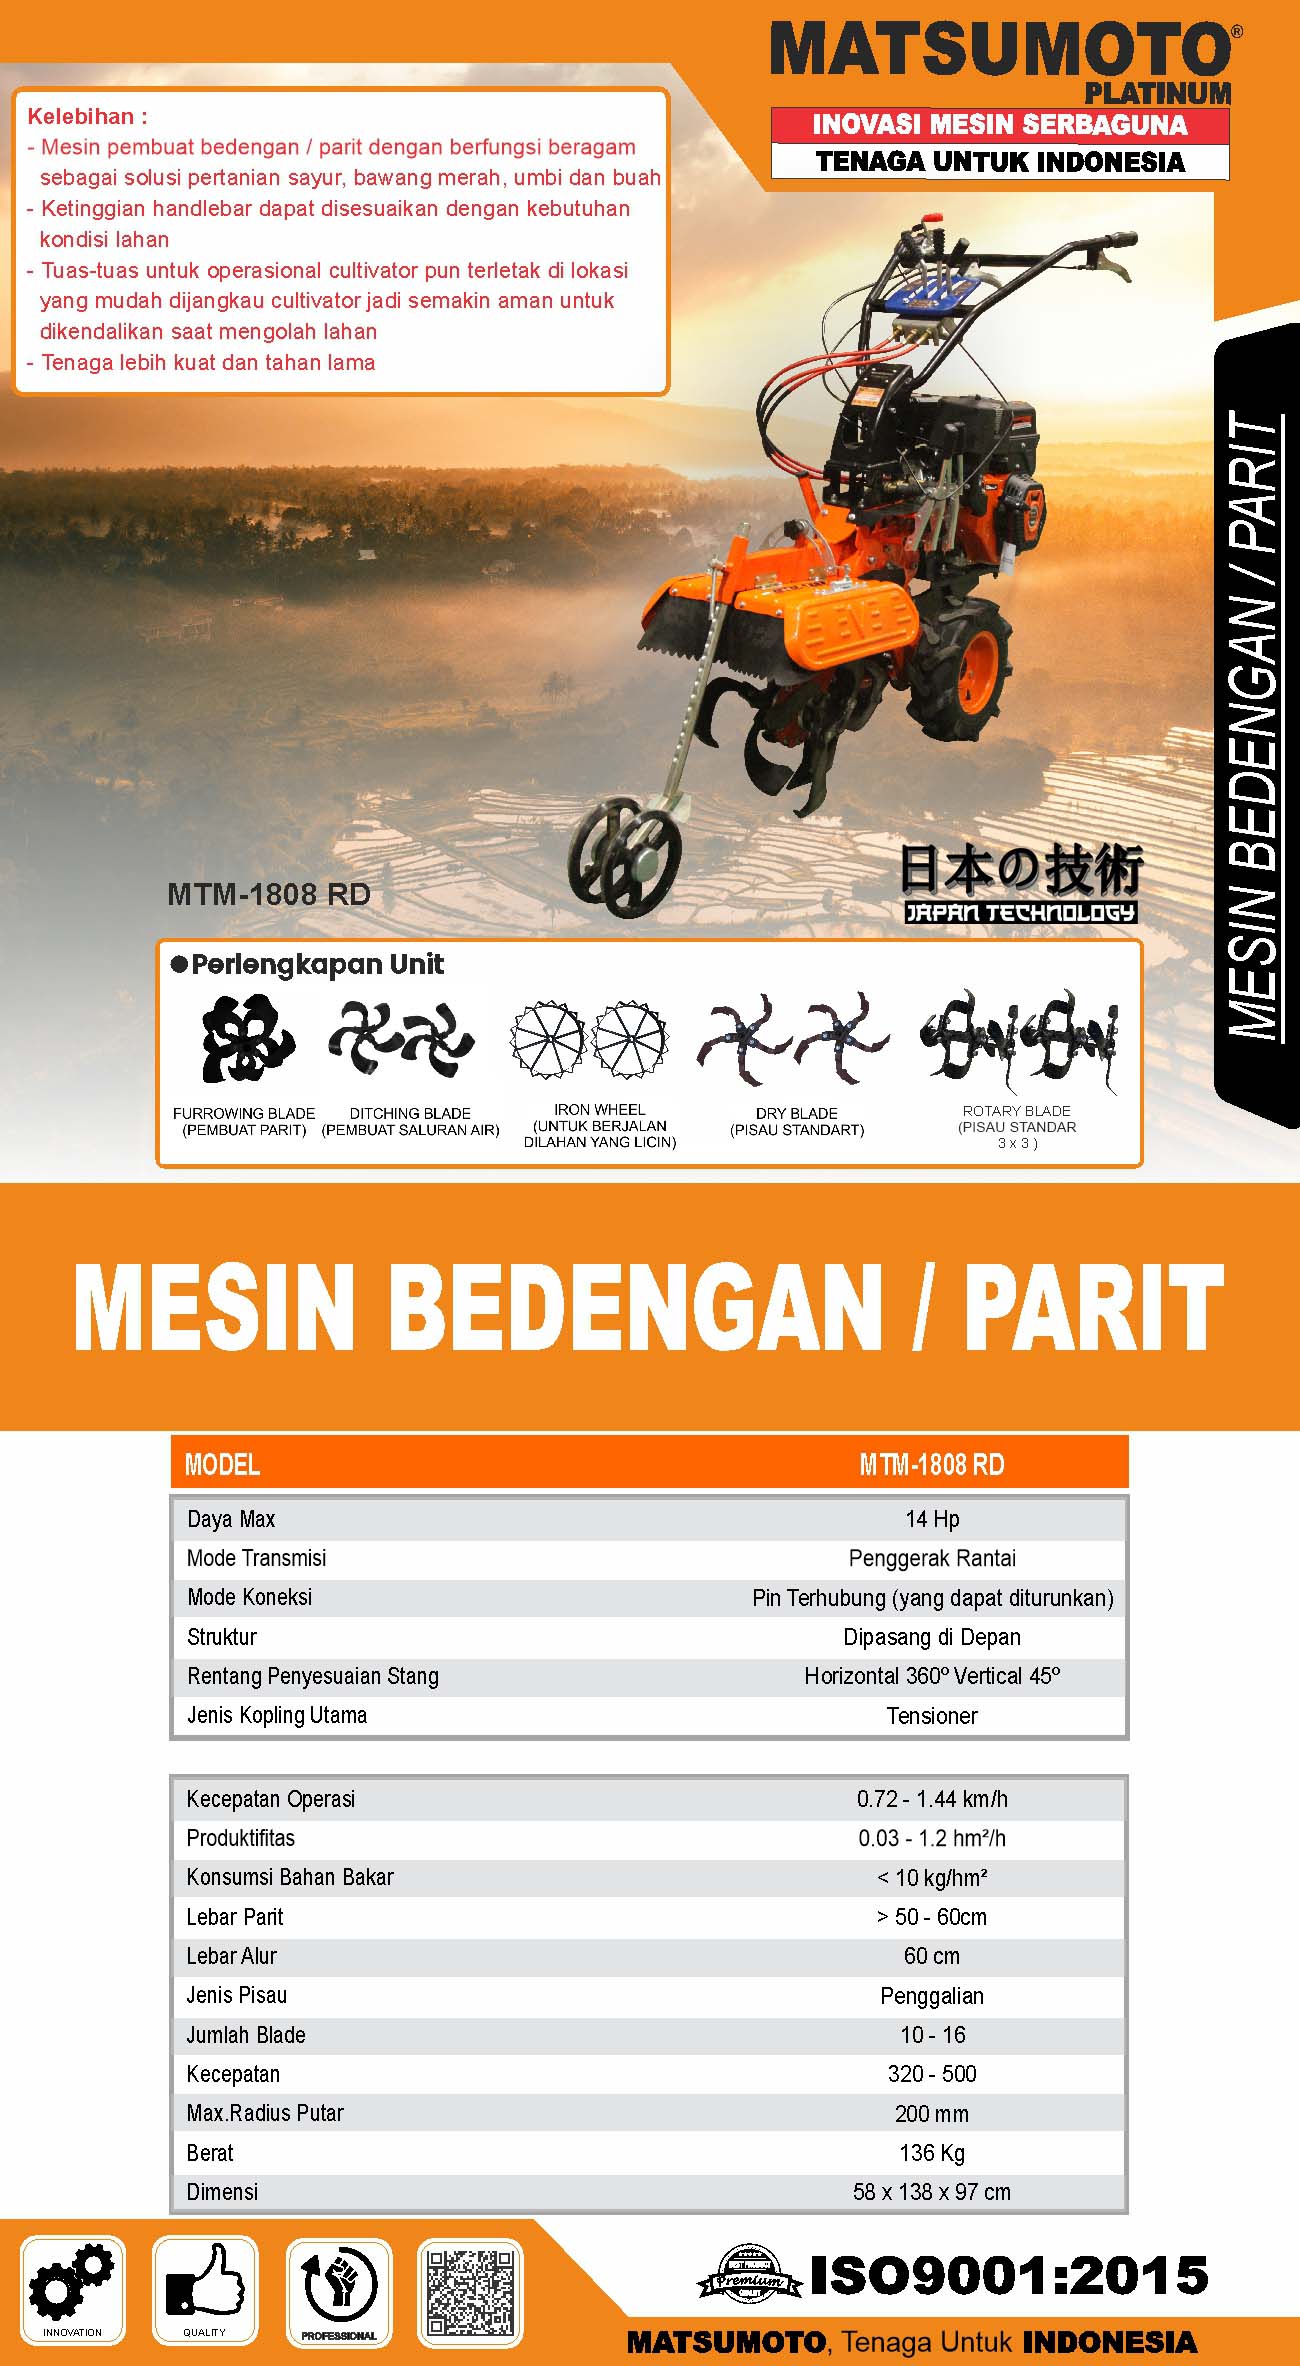 MATSUMOTO®
PLATINUM
INOVASI MESIN SERBAGUNA
TENAGA UNTUK INDONESIA
Kelebihan :
- Mesin pembuat bedengan / parit dengan berfungsi beragam
sebagai solusi pertanian sayur, bawang merah, umbi dan buah
- Ketinggian handlebar dapat disesuaikan dengan kebutuhan
kondisi lahan
- Tuas-tuas untuk operasional cultivator pun terletak di lokasi
yang mudah dijangkau cultivator jadi semakin aman untuk
dikendalikan saat mengolah lahan
- Tenaga lebih kuat dan tahan lama
MESIN BEDENGAN / PARIT
MTM-1808 RD
日本の技術
JAPAN TECHNOLOGY
●Perlengkapan Unit
FURROWING BLADE
(PEMBUAT PARIT)
DITCHING BLADE
(PEMBUAT SALURAN AIR)
IRON WHEEL
(UNTUK BERJALAN
DILAHAN YANG LICIN)
DRY BLADE
(PISAU STANDART)
ROTARY BLADE
(PISAU STANDAR
3 x 3 )
MESIN BEDENGAN / PARIT
MODEL MTM-1808 RD
Daya Max 14 Hp
Mode Transmisi Penggerak Rantai
Mode Koneksi Pin Terhubung (yang dapat diturunkan)
Struktur Dipasang di Depan
Rentang Penyesuaian Stang Horizontal 360º Vertical 45º
Jenis Kopling Utama Tensioner
Kecepatan Operasi 0.72 - 1.44 km/h
Produktifitas 0.03 - 1.2 hm²/h
Konsumsi Bahan Bakar < 10 kg/hm²
Lebar Parit > 50 - 60cm
Lebar Alur 60 cm
Jenis Pisau Penggalian
Jumlah Blade 10 - 16
Kecepatan 320 - 500
Max.Radius Putar 200 mm
Berat 136 Kg
Dimensi 58 x 138 x 97 cm
INNOVATION
QUALITY
PROFESSIONAL
Premium
ISO9001:2015
MATSUMOTO, Tenaga Untuk INDONESIA